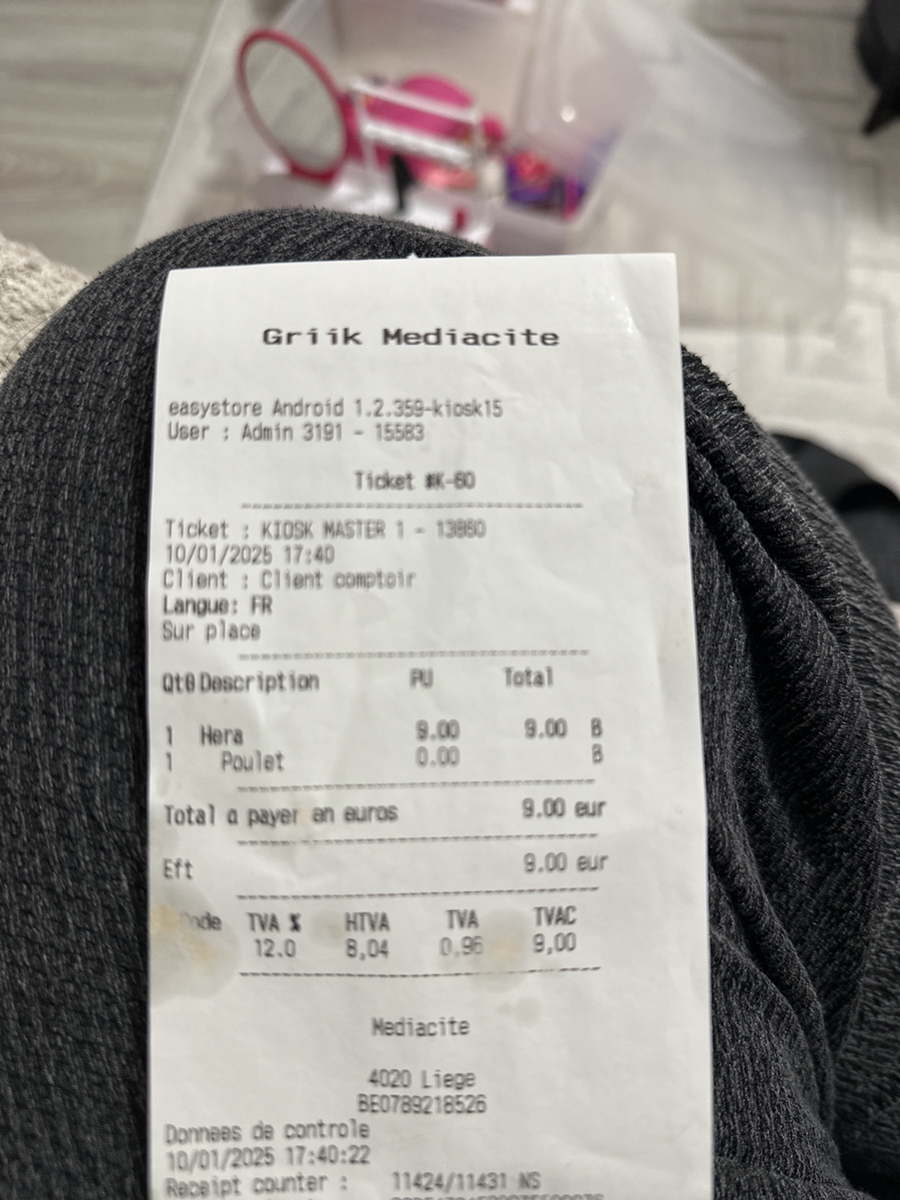 Griik Mediacite
easystore Android 1.2.359-kiosk15
User : Admin 3191 - 15583
Ticket #K-60
Ticket : KIOSK MASTER 1 - 13860
10/01/2025 17:40
Client : Client comptoir
Langue: FR
Sur place
Qté Description PU Total
1 Hera 9.00 9.00 B
1 Poulet 0.00 B
Total a payer en euros 9.00 eur
Eft 9.00 eur
TVA % HTVA TVA TVAC
12.0 8,04 0.96 9,00
Mediacite
4020 Liege
BE0789218526
Donnees de controle
10/01/2025 17:40:22
Receipt counter : 11424/11431 NS